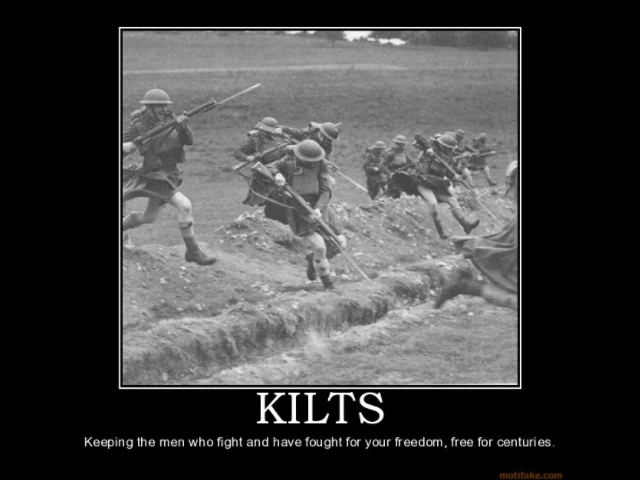 KILTS
Keeping the men who fight and have fought for your freedom, free for centuries.
motifake.com